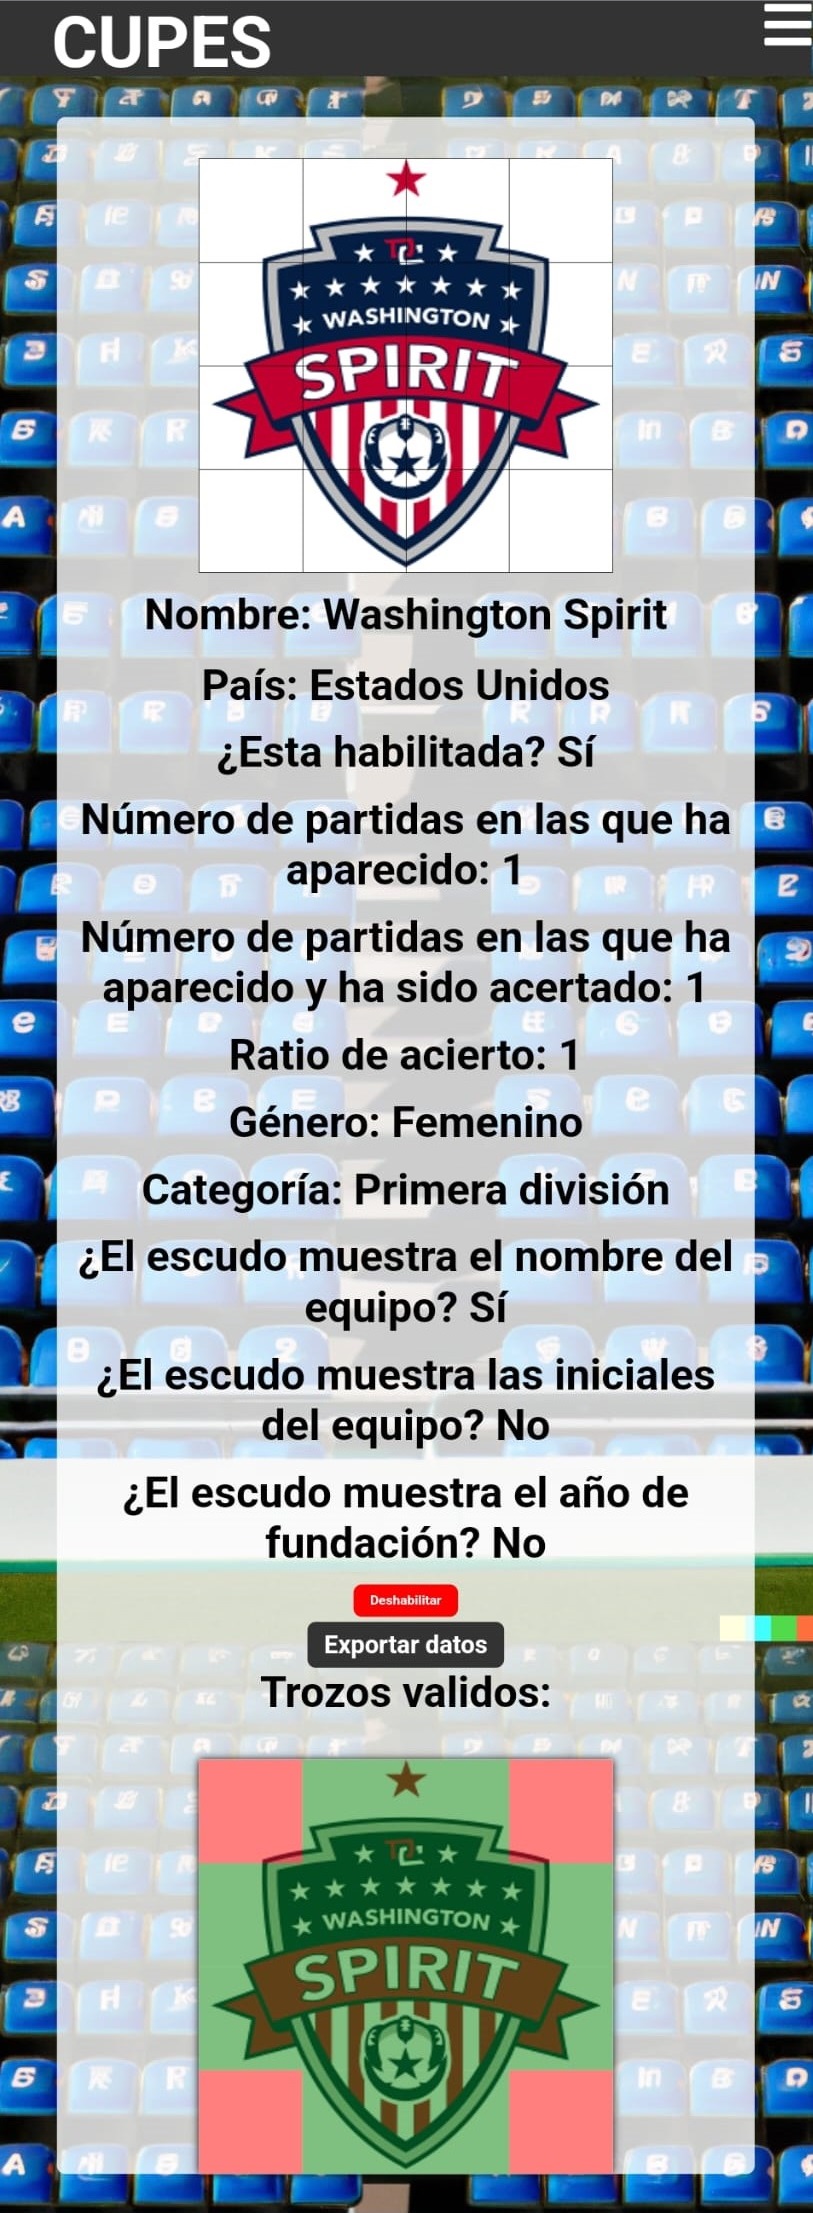 CUPES
DC
WASHINGTON
SPIRIT
Nombre: Washington Spirit
País: Estados Unidos
¿Esta habilitada? Sí
Número de partidas en las que ha
aparecido: 1
Número de partidas en las que ha
aparecido y ha sido acertado: 1
Ratio de acierto: 1
Género: Femenino
Categoría: Primera división
¿El escudo muestra el nombre del
equipo? Sí
¿El escudo muestra las iniciales
del equipo? No
¿El escudo muestra el año de
fundación? No
Deshabilitar
Exportar datos
Trozos validos:
DC
WASHINGTON
SPIRIT